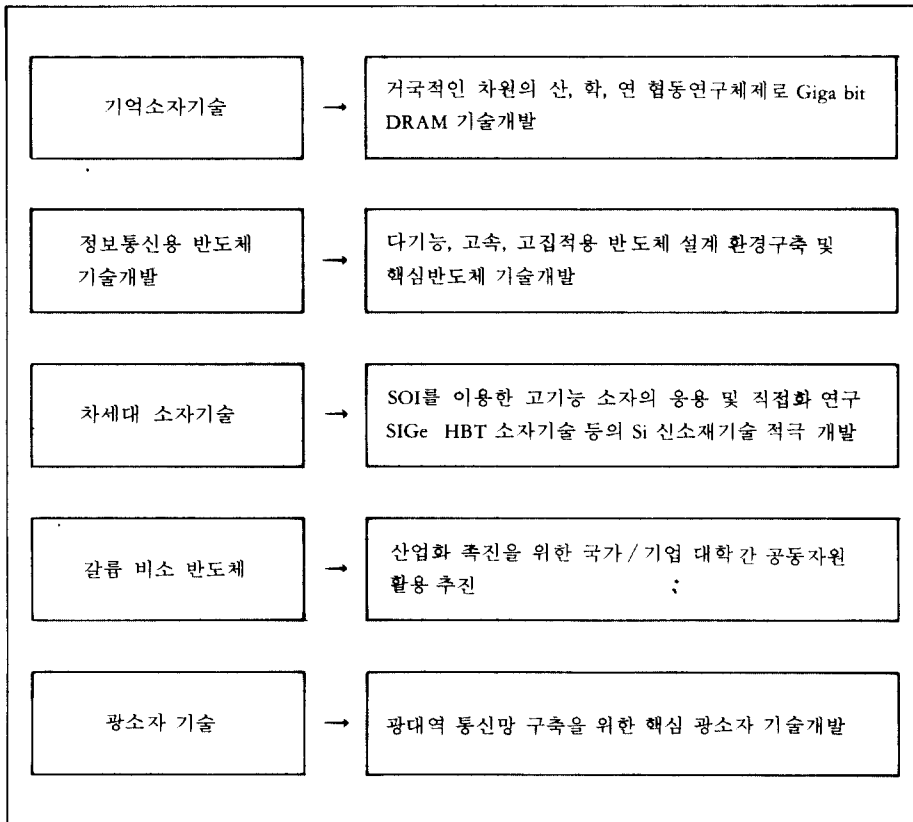 기억소자기술
→
거국적인 차원의 산, 학, 연 협동연구체제로 Giga bit
DRAM 기술개발
정보통신용 반도체
기술개발
→
다기능, 고속, 고집적용 반도체 설계 환경구축 및
핵심반도체 기술개발
차세대 소자기술
→
SOI를 이용한 고기능 소자의 응용 및 직접화 연구
SIGe HBT 소자기술 등의 Si 신소재기술 적극 개발
갈륨 비소 반도체
→
산업화 촉진을 위한 국가/기업 대학간 공동자원
활용 추진
광소자 기술
→
광대역 통신망 구축을 위한 핵심 광소자 기술개발